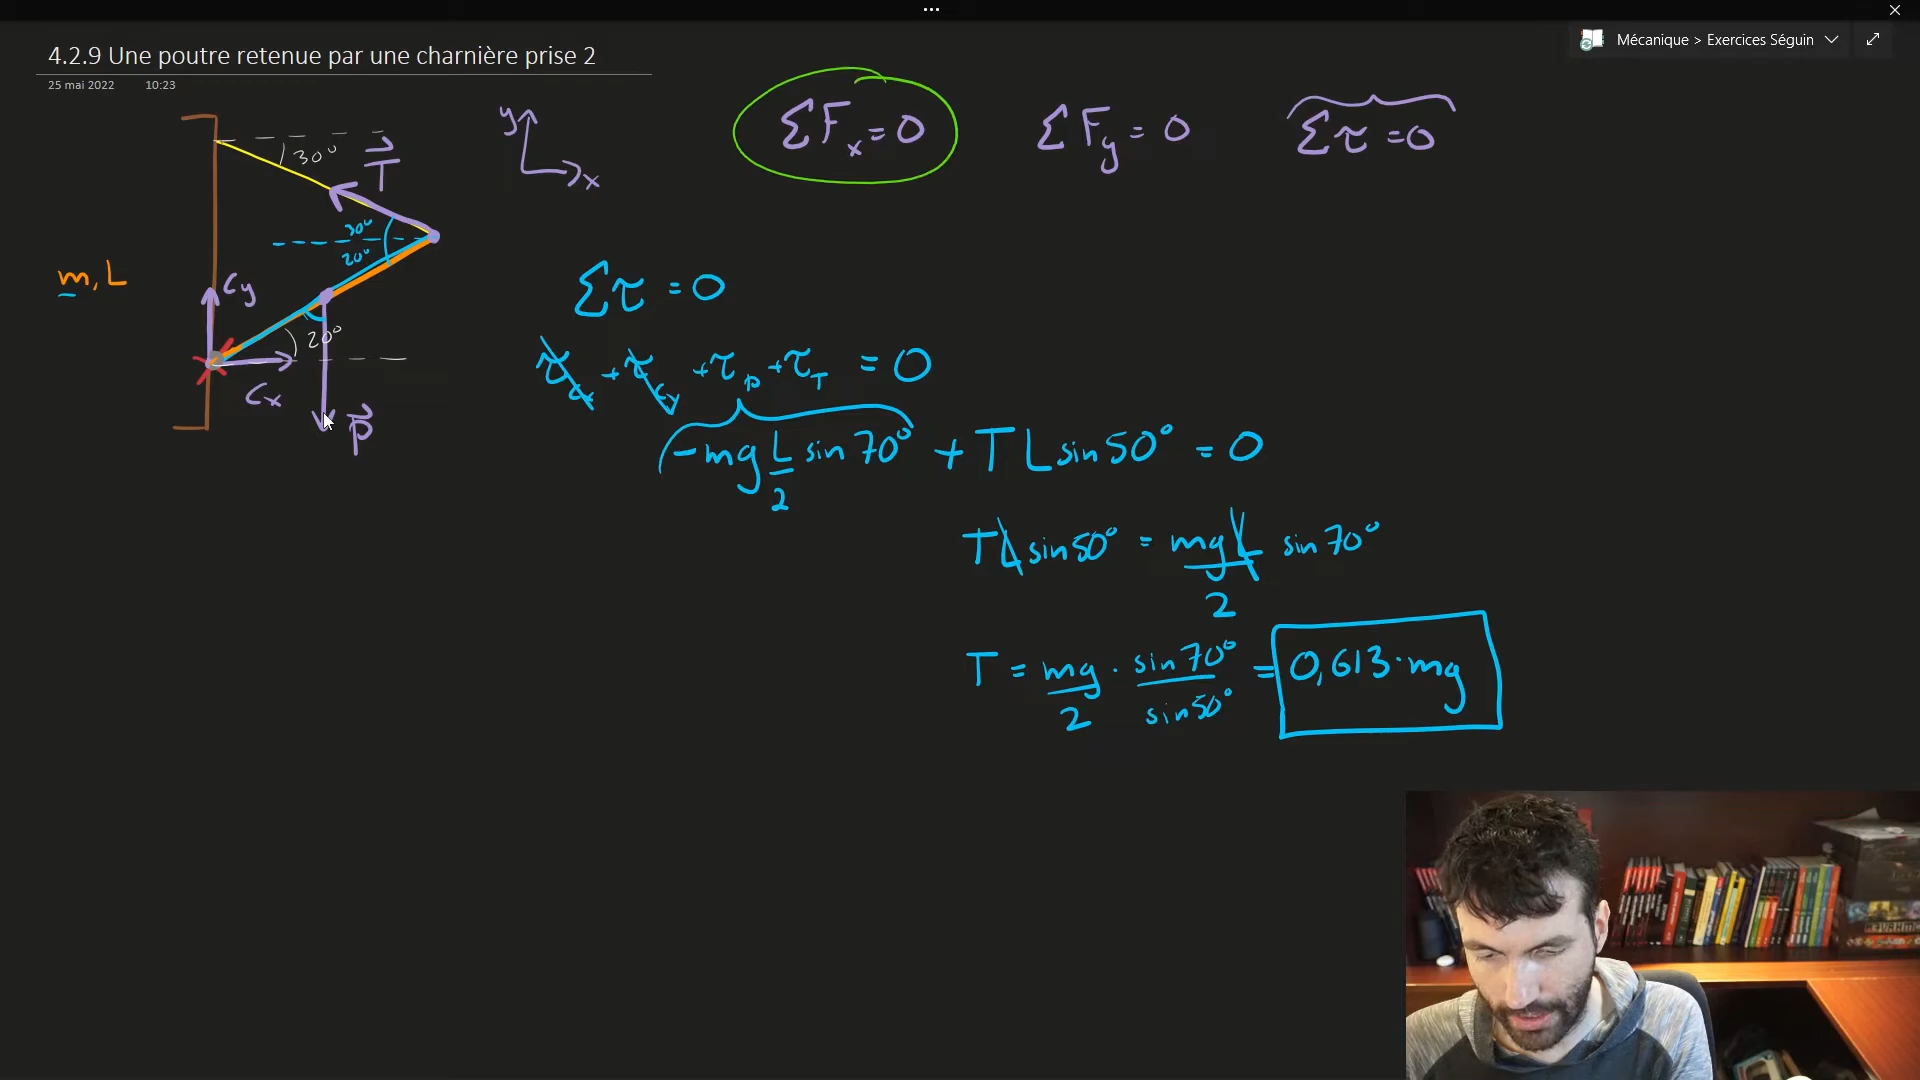 4.2.9 Une poutre retenue par une charnière prise 2
25 mai 2022 10:23
Mécanique > Exercices Séguin
ΣFx = 0 ΣFy = 0 Στ = 0
y
x
30°
T
30°
20°
m, L
Cy
20°
Cx
P
Στ = 0
τCx + τCy + τP + τT = 0
-mg L/2 sin 70° + TL sin 50° = 0
TL sin 50° = mgL/2 sin 70°
T = mg/2 · sin 70°/sin 50° = 0,613 · mg